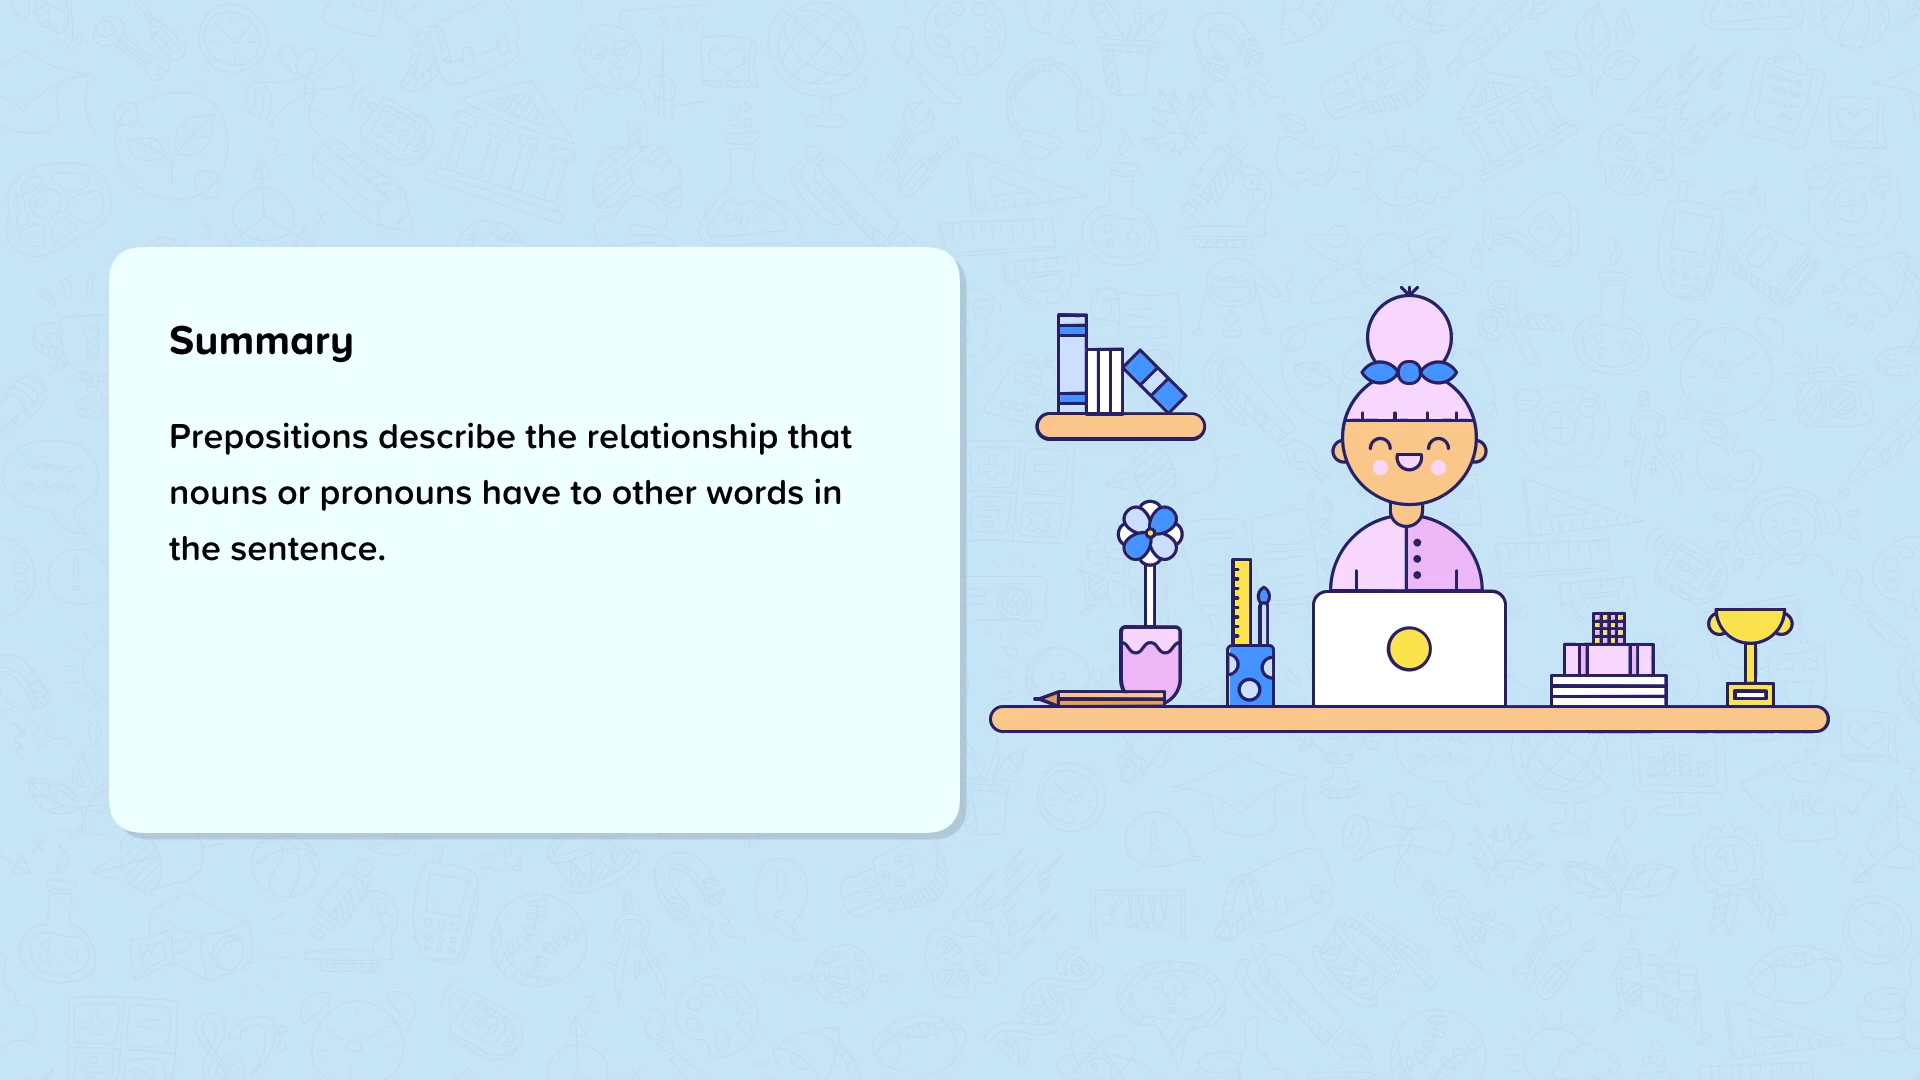 Summary
Prepositions describe the relationship that
nouns or pronouns have to other words in
the sentence.